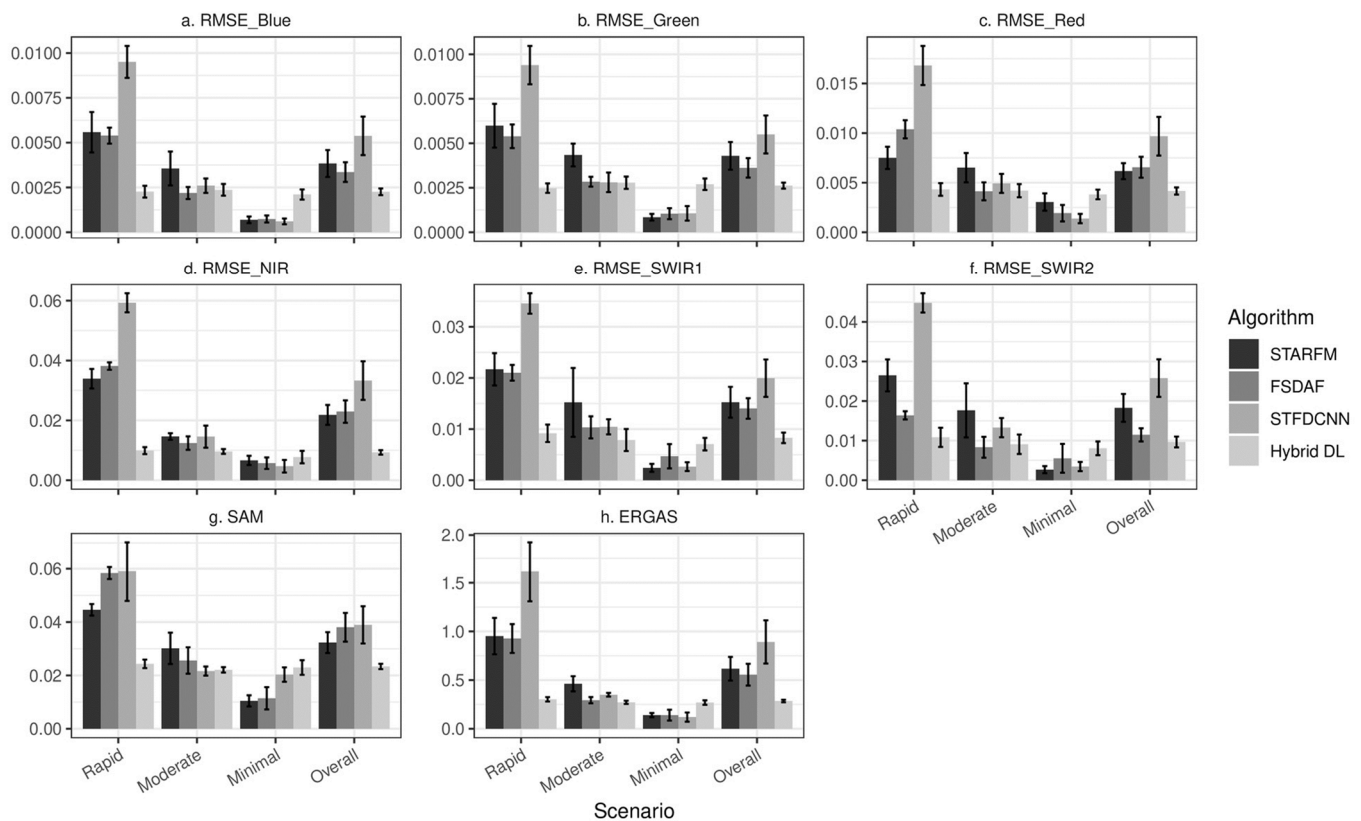 a. RMSE_Blue
0.0100
0.0075
0.0050
0.0025
0.0000
b. RMSE_Green
0.0100
0.0075
0.0050
0.0025
0.0000
c. RMSE_Red
0.015
0.010
0.005
0.000
d. RMSE_NIR
0.06
0.04
0.02
0.00
e. RMSE_SWIR1
0.03
0.02
0.01
0.00
f. RMSE_SWIR2
0.04
0.03
0.02
0.01
0.00
Rapid
Moderate
Minimal
Overall
g. SAM
0.06
0.04
0.02
0.00
Rapid
Moderate
Minimal
Overall
h. ERGAS
2.0
1.5
1.0
0.5
0.0
Rapid
Moderate
Minimal
Overall
Scenario
Algorithm
STARFM
FSDAF
STFDCNN
Hybrid DL